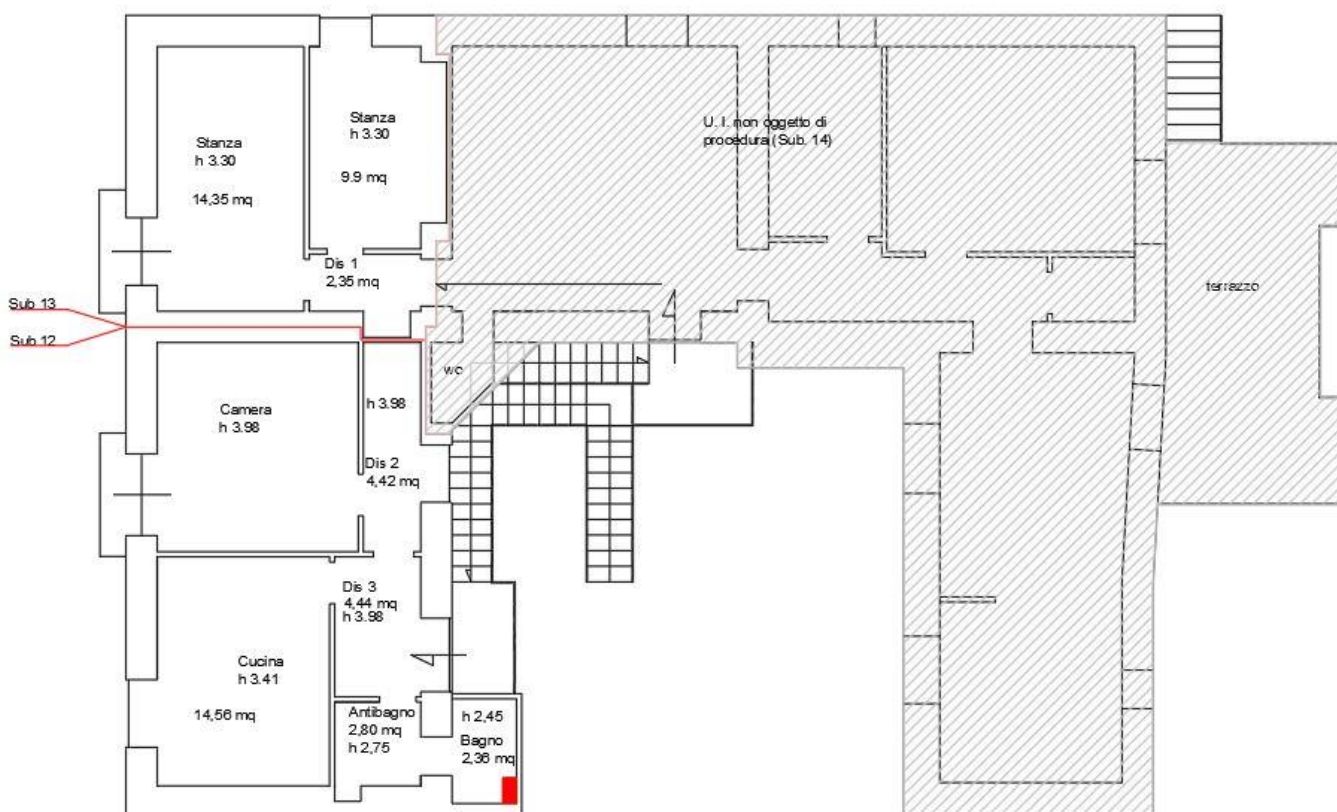 Stanza
h 3.30
9.9 mq
Stanza
h 3.30
14,35 mq
U. I. non oggetto di
procedura (Sub. 14)
Dis 1
2,35 mq
terrazzo
Sub 13
Sub 12
wc
Camera
h 3.98
h 3.98
Dis 2
4,42 mq
Dis 3
4,44 mq
h 3.98
Cucina
h 3.41
14,56 mq
Antibagno
2,80 mq
h 2,75
h 2,45
Bagno
2,36 mq